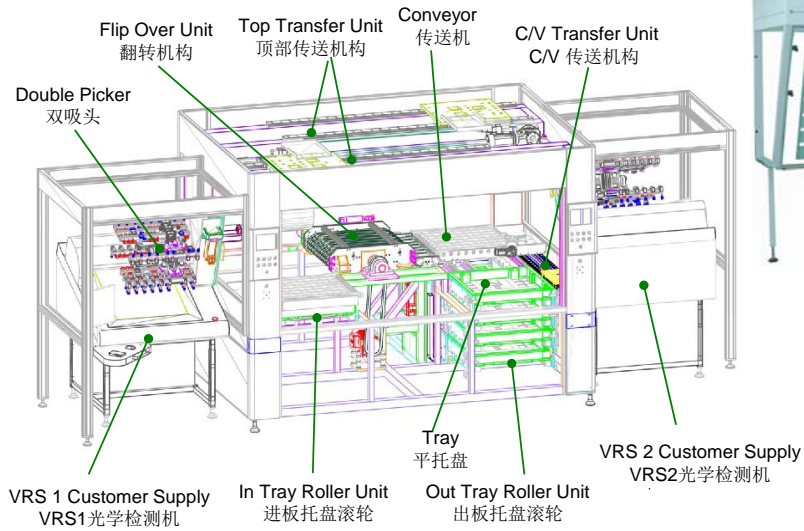 Flip Over Unit
翻转机构
Top Transfer Unit
顶部传送机构
Conveyor
传送机
C/V Transfer Unit
C/V 传送机构
Double Picker
双吸头
Tray
平托盘
VRS 1 Customer Supply
VRS1光学检测机
In Tray Roller Unit
进板托盘滚轮
Out Tray Roller Unit
出板托盘滚轮
VRS 2 Customer Supply
VRS2光学检测机